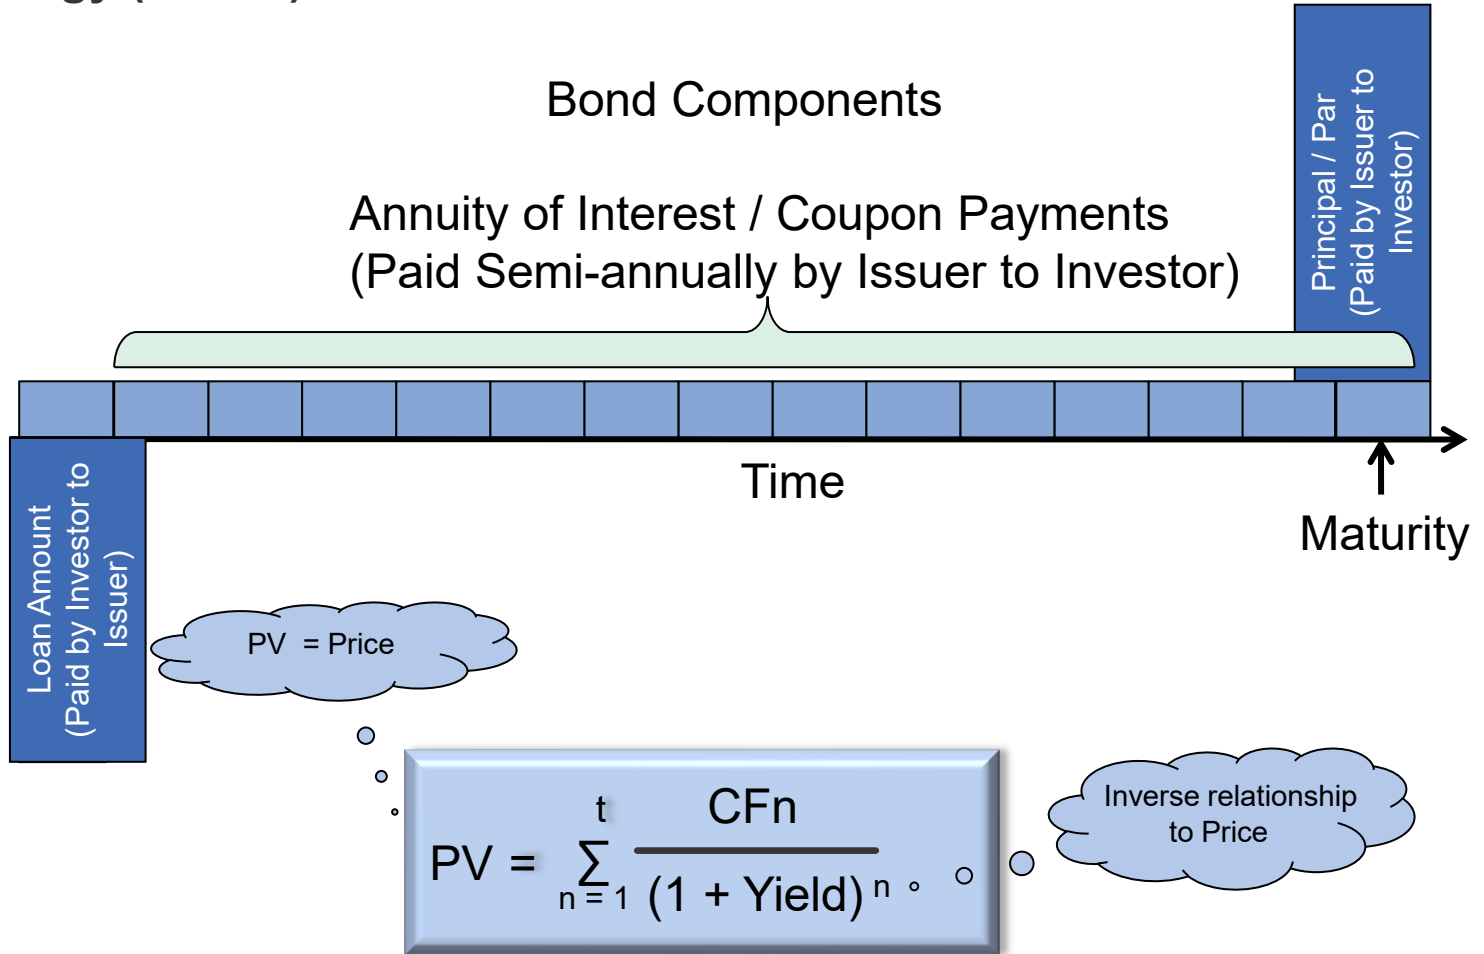 Bond Components
Annuity of Interest / Coupon Payments
(Paid Semi-annually by Issuer to Investor)
Principal / Par
(Paid by Issuer to
Investor)
Time
Maturity
Loan Amount
(Paid by Investor to
Issuer)
PV = Price
PV = t ∑ n = 1 CFn (1 + Yield) n
Inverse relationship
to Price